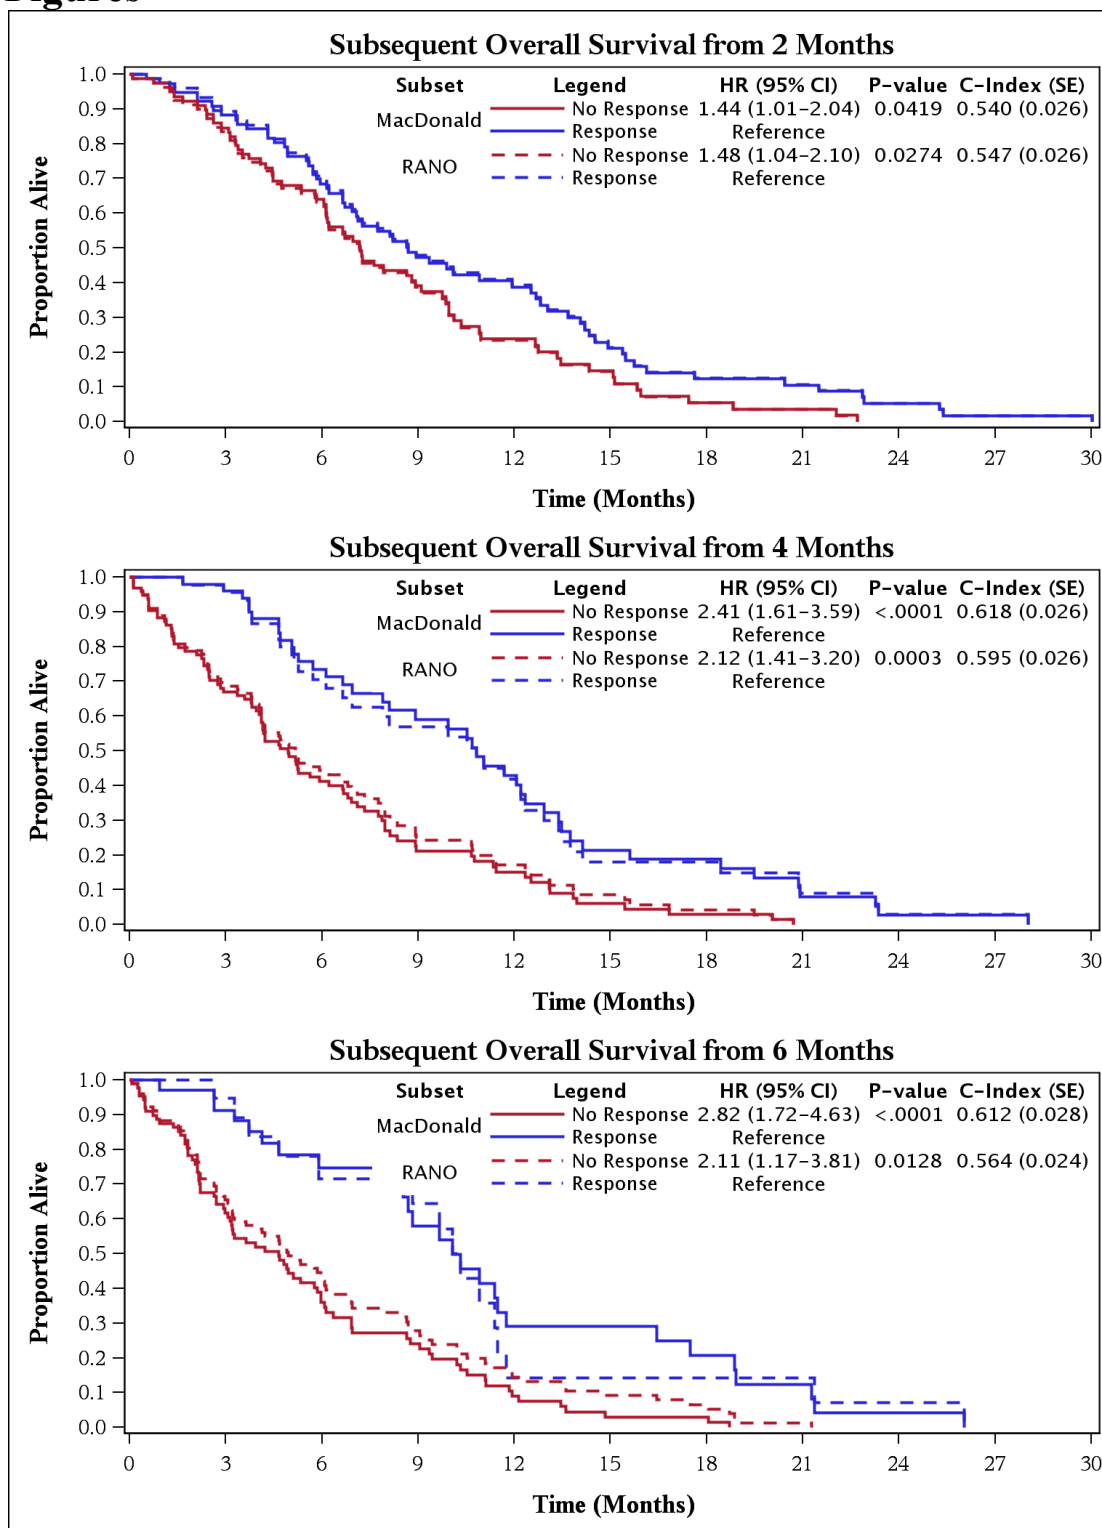 Figures
Subsequent Overall Survival from 2 Months
Subset Legend HR (95% CI) P-value C-Index (SE)
MacDonald No Response 1.44 (1.01-2.04) 0.0419 0.540 (0.026)
Response Reference
RANO No Response 1.48 (1.04-2.10) 0.0274 0.547 (0.026)
Response Reference
Proportion Alive
1.0
0.9
0.8
0.7
0.6
0.5
0.4
0.3
0.2
0.1
0.0
0 3 6 9 12 15 18 21 24 27 30
Time (Months)
Subsequent Overall Survival from 4 Months
Subset Legend HR (95% CI) P-value C-Index (SE)
MacDonald No Response 2.41 (1.61-3.59) <.0001 0.618 (0.026)
Response Reference
RANO No Response 2.12 (1.41-3.20) 0.0003 0.595 (0.026)
Response Reference
Proportion Alive
1.0
0.9
0.8
0.7
0.6
0.5
0.4
0.3
0.2
0.1
0.0
0 3 6 9 12 15 18 21 24 27 30
Time (Months)
Subsequent Overall Survival from 6 Months
Subset Legend HR (95% CI) P-value C-Index (SE)
MacDonald No Response 2.82 (1.72-4.63) <.0001 0.612 (0.028)
Response Reference
RANO No Response 2.11 (1.17-3.81) 0.0128 0.564 (0.024)
Response Reference
Proportion Alive
1.0
0.9
0.8
0.7
0.6
0.5
0.4
0.3
0.2
0.1
0.0
0 3 6 9 12 15 18 21 24 27 30
Time (Months)